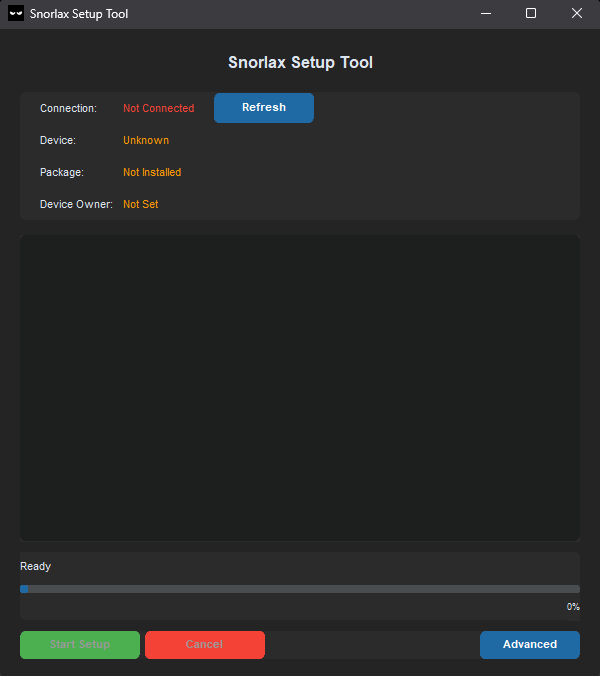 Snorlax Setup Tool
Snorlax Setup Tool
Connection: Not Connected Refresh
Device: Unknown
Package: Not Installed
Device Owner: Not Set
Ready
0%
Start Setup Cancel Advanced